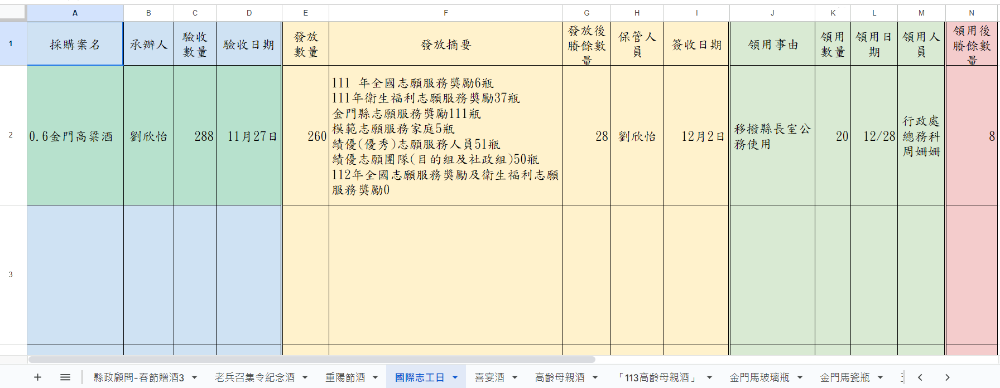 A B C D E F G H I J K L M N
1
採購案名
承辦人
驗收
數量
驗收日期
發放
數量
發放摘要
發放後
賸餘數
量
保管人
員
簽收日期
領用事由
領用
數量
領用日
期
領用人
員
領用後
賸餘數
量
2
0.6金門高粱酒
劉欣怡
288
11月27日
260
111 年全國志願服務獎勵6瓶
111年衛生福利志願服務獎勵37瓶
金門縣志願服務獎勵111瓶
模範志願服務家庭5瓶
績優(優秀)志願服務人員51瓶
績優志願團隊(目的組及社政組)50瓶
112年全國志願服務獎勵及衛生福利志願
服務獎勵0
28
劉欣怡
12月2日
移撥縣長室公
務使用
20
12/28
行政處
總務科
周姍姍
8
3
縣政顧問-春節贈酒3 老兵召集令紀念酒 重陽節酒 國際志工日 喜宴酒 高齡母親酒 「113高齡母親酒」 金門馬玻璃瓶 金門馬瓷瓶